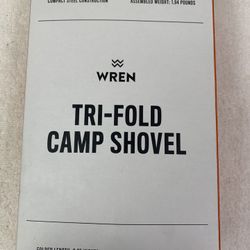 COMPACT STEEL CONSTRUCTION
ASSEMBLED WEIGHT: 1.94 POUNDS
WREN
TRI-FOLD
CAMP SHOVEL